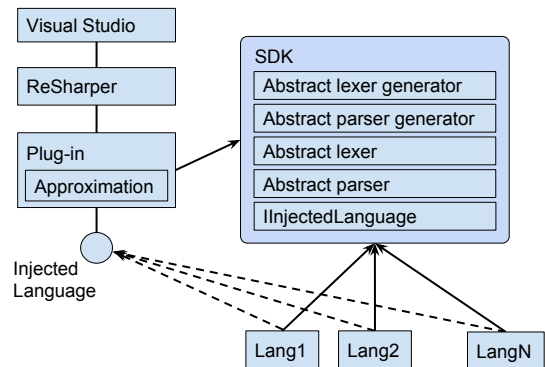 Visual Studio
ReSharper
Plug-in
Approximation
Injected
Language
SDK
Abstract lexer generator
Abstract parser generator
Abstract lexer
Abstract parser
IInjectedLanguage
Lang1
Lang2
LangN